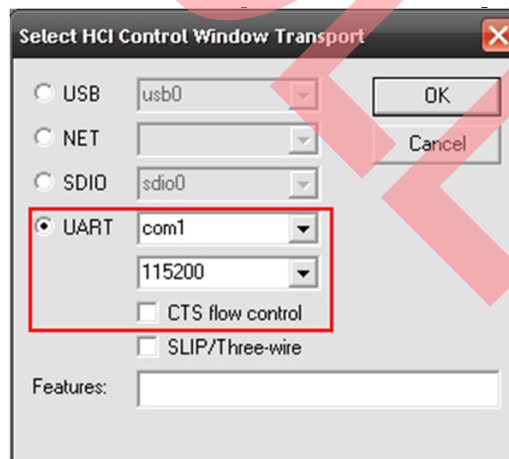 Select HCI Control Window Transport
USB usb0 OK
NET Cancel
SDIO sdio0
UART com1
115200
CTS flow control
SLIP/Three-wire
Features: